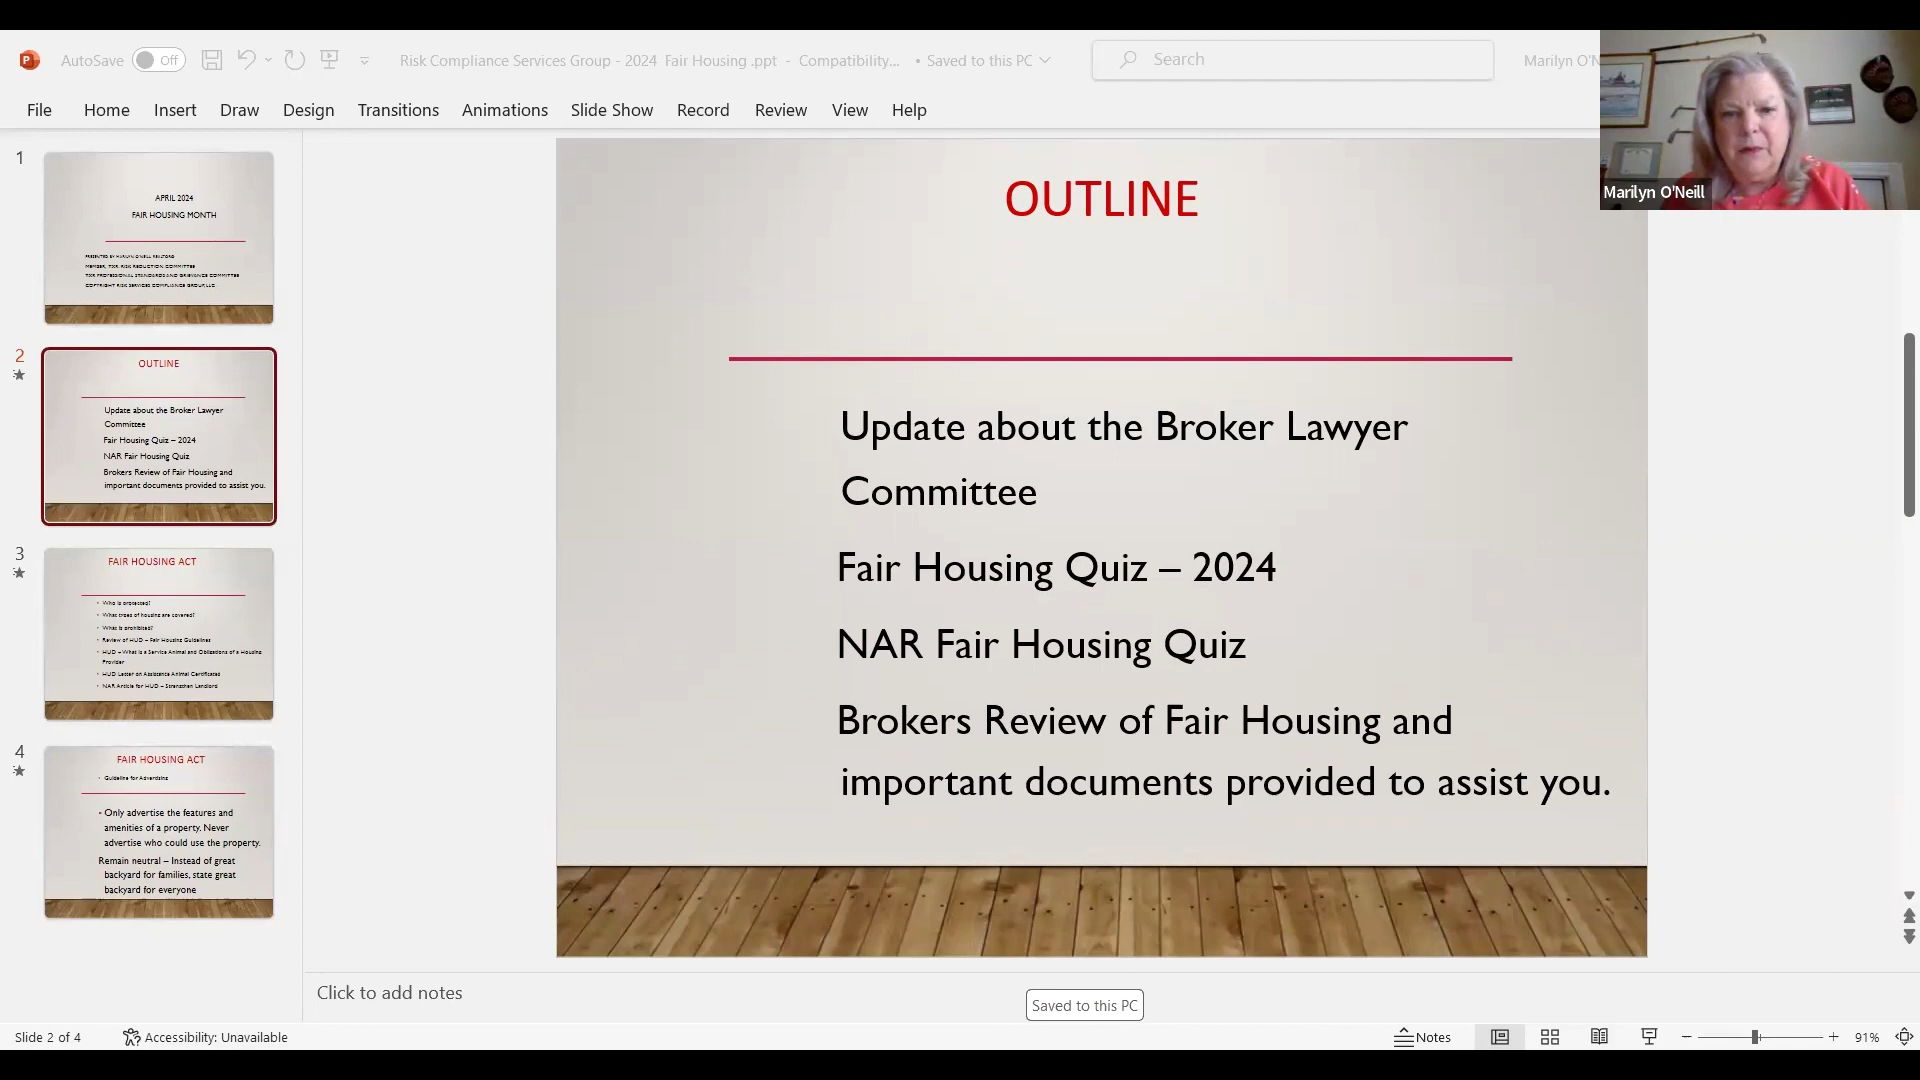 AutoSave Off Risk Compliance Services Group - 2024 Fair Housing .ppt - Compatibility... • Saved to this PC Search Marilyn O'N
File Home Insert Draw Design Transitions Animations Slide Show Record Review View Help
Marilyn O'Neill
1
APRIL 2024
FAIR HOUSING MONTH
PRESENTED BY MARILYN O'NEILL REALTOR®
MEMBER, TXR. RISK REDUCTION COMMITTEE
TXR PROFESSIONAL STANDARDS AND GRIEVANCE COMMITTEE
COPYRIGHT RISK SERVICES COMPLIANCE GROUP, LLC
2
OUTLINE
Update about the Broker Lawyer
Committee
Fair Housing Quiz – 2024
NAR Fair Housing Quiz
Brokers Review of Fair Housing and
important documents provided to assist you.
3
FAIR HOUSING ACT
• Who is protected?
• What types of housing are covered?
• What is prohibited?
• Review of HUD – Fair Housing Guidelines
• HUD – What is a Service Animal and Obligations of a Housing
Provider
• HUD Letter on Assistance Animal Certificates
• NAR Article for HUD – Strengthen Landlord
4
FAIR HOUSING ACT
• Guideline for Advertising
• Only advertise the features and
amenities of a property. Never
advertise who could use the property.
Remain neutral – Instead of great
backyard for families, state great
backyard for everyone
OUTLINE
Update about the Broker Lawyer
Committee
Fair Housing Quiz – 2024
NAR Fair Housing Quiz
Brokers Review of Fair Housing and
important documents provided to assist you.
Click to add notes
Saved to this PC
Slide 2 of 4 Accessibility: Unavailable Notes 91%